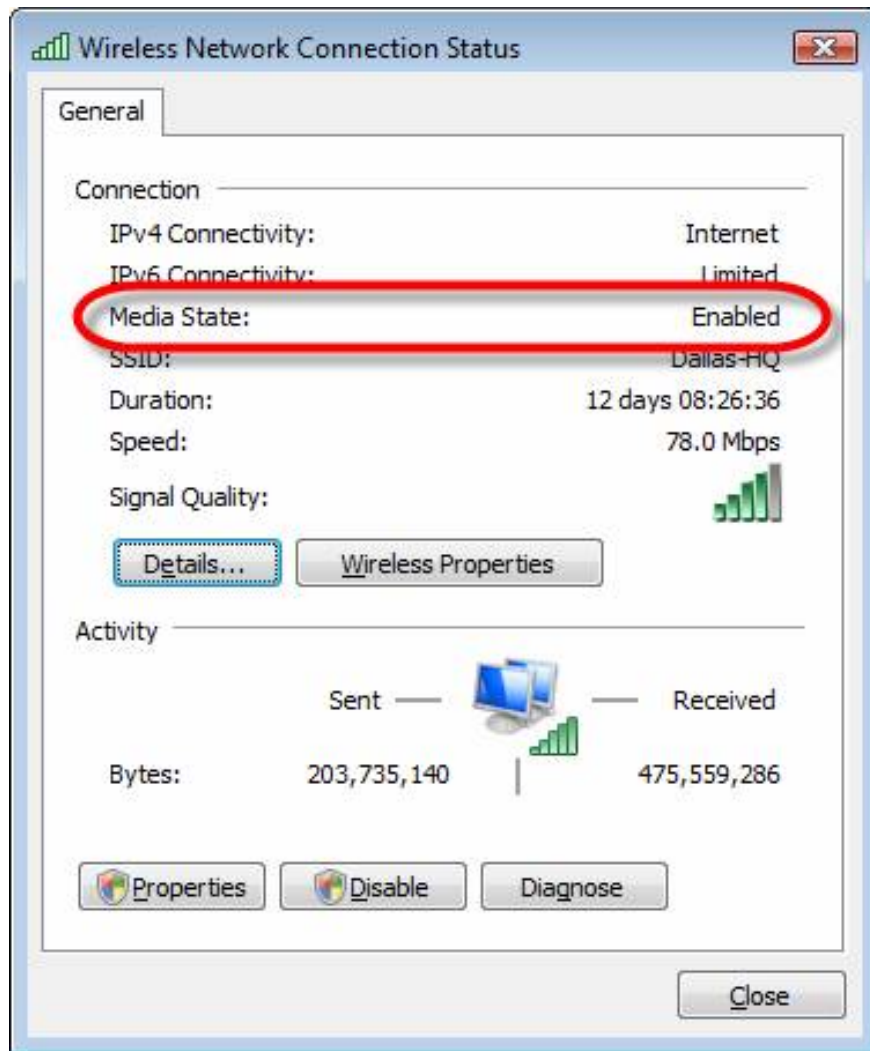 Wireless Network Connection Status
General
Connection
IPv4 Connectivity: Internet
IPv6 Connectivity: Limited
Media State: Enabled
SSID: Dallas-HQ
Duration: 12 days 08:26:36
Speed: 78.0 Mbps
Signal Quality:
Details... Wireless Properties
Activity
Sent Received
Bytes: 203,735,140 475,559,286
Properties Disable Diagnose
Close